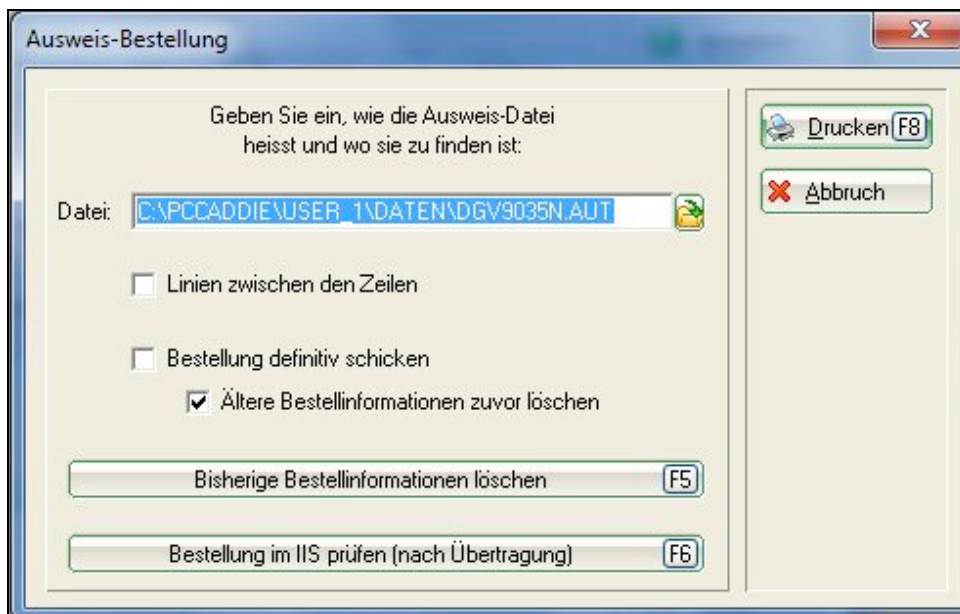 Ausweis-Bestellung
Geben Sie ein, wie die Ausweis-Datei
heisst und wo sie zu finden ist:
Datei: C:\PCCADDIE\USER_1\DATEN\DGV9035N.AUT
Linien zwischen den Zeilen
Bestellung definitiv schicken
Ältere Bestellinformationen zuvor löschen
Bisherige Bestellinformationen löschen F5
Bestellung im IIS prüfen (nach Übertragung) F6
Drucken F8
Abbruch